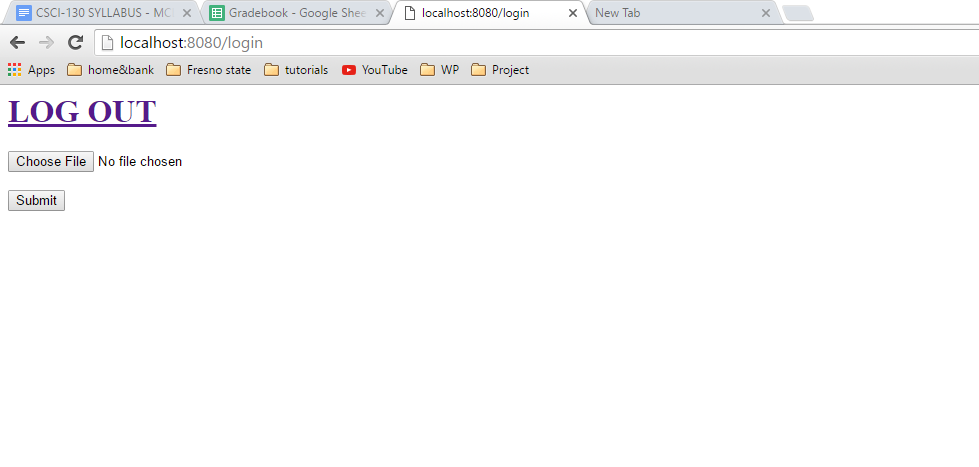 CSCI-130 SYLLABUS - MC
Gradebook - Google Shee
localhost:8080/login
New Tab
localhost:8080/login
Apps home&bank Fresno state tutorials YouTube WP Project
LOG OUT
Choose File No file chosen
Submit